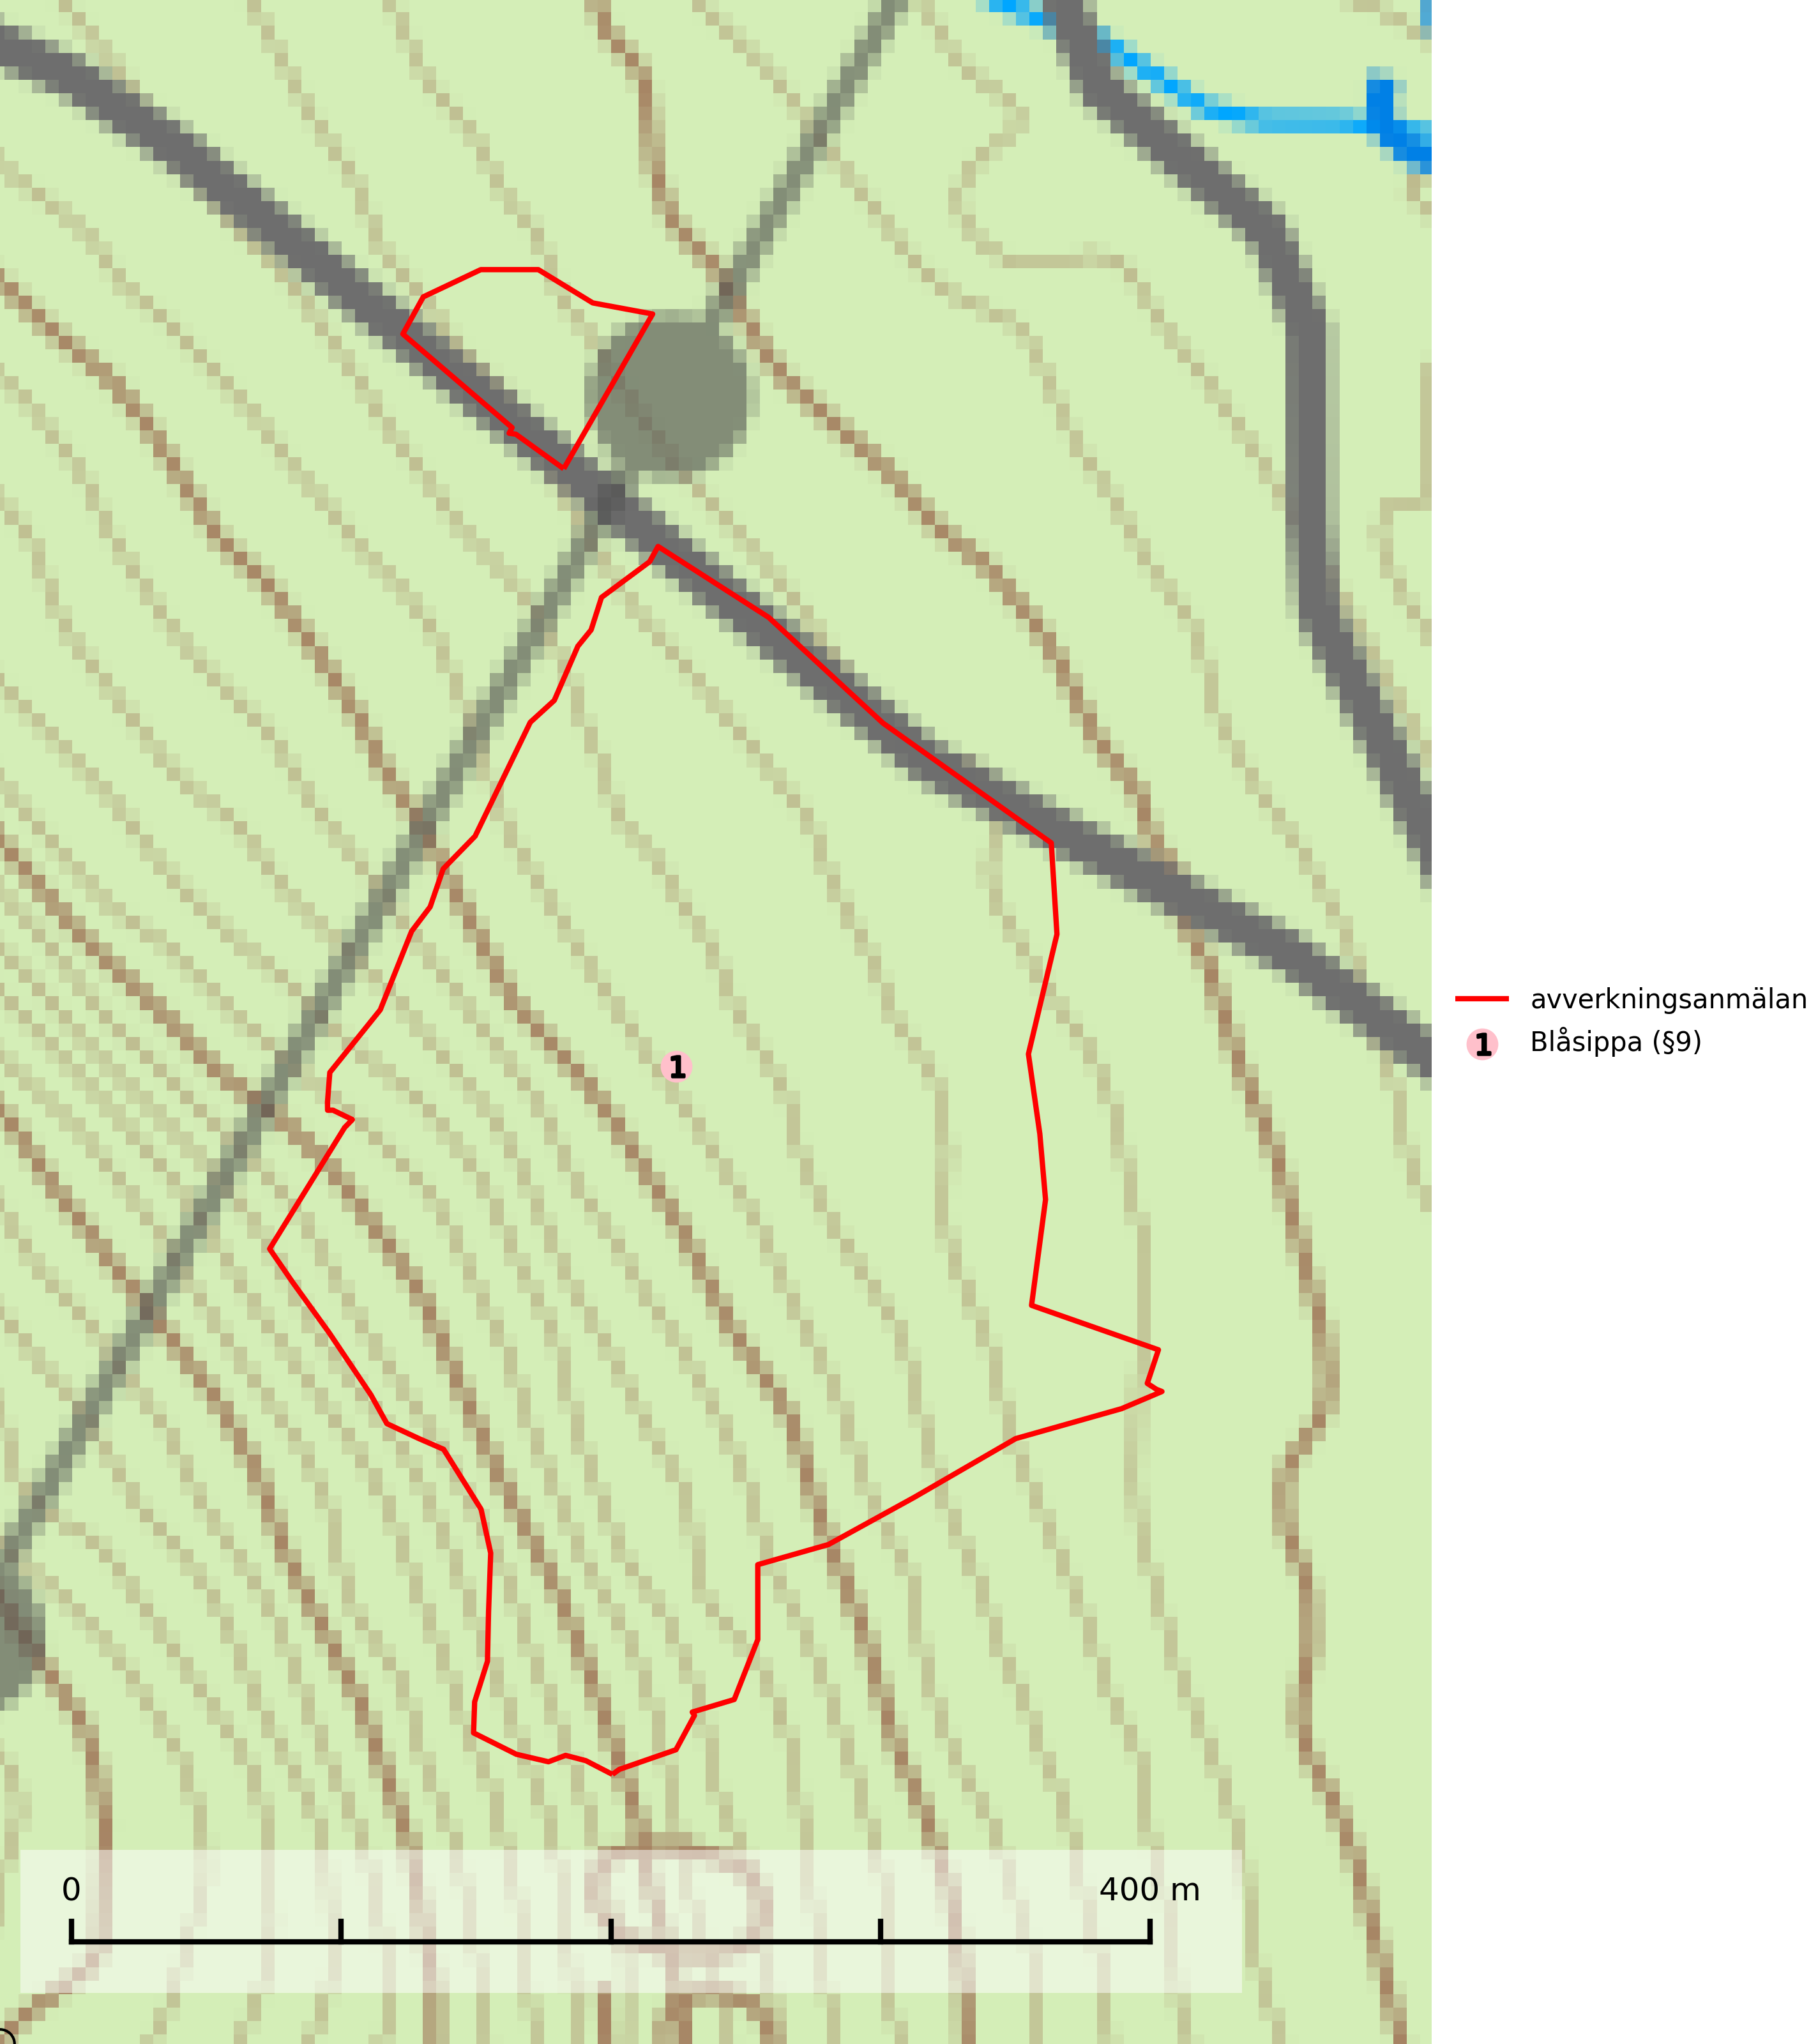 1
avverkningsanmälan
1 Blåsippa (§9)
0 400 m